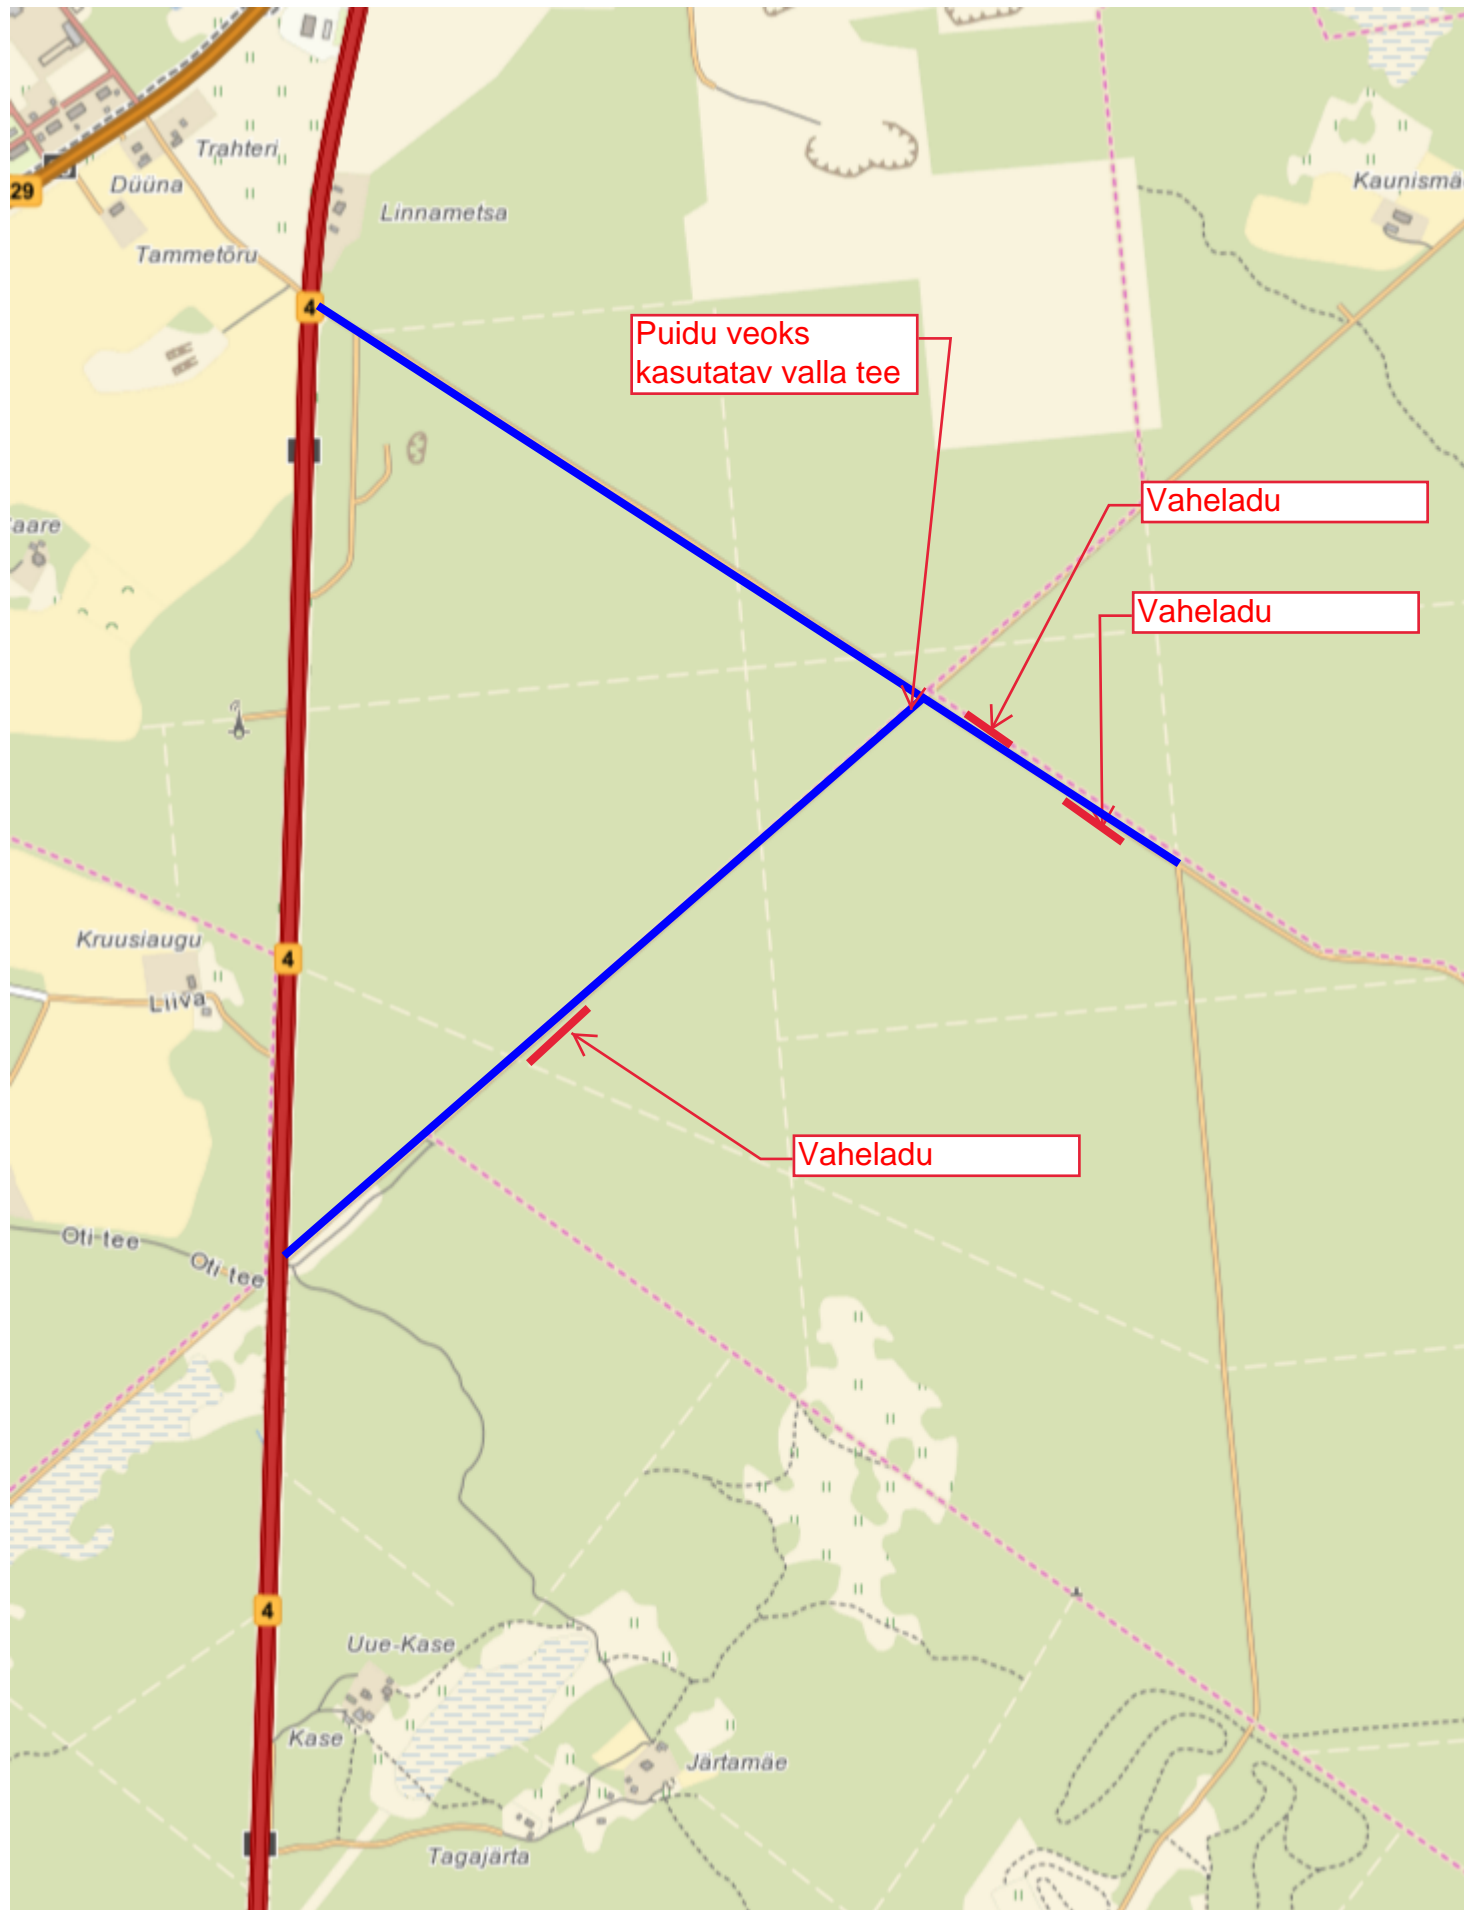 Trahteri
Düüna
29
Linnametsa
Kaunismä
Tammetõru
4
Puidu veoks
kasutatav valla tee
Vaheladu
aare
Vaheladu
Kruusiaugu
4
Liiva
Vaheladu
Oti tee
Oti tee
4
Uue-Kase
Kase
Järtamäe
Tagajärta